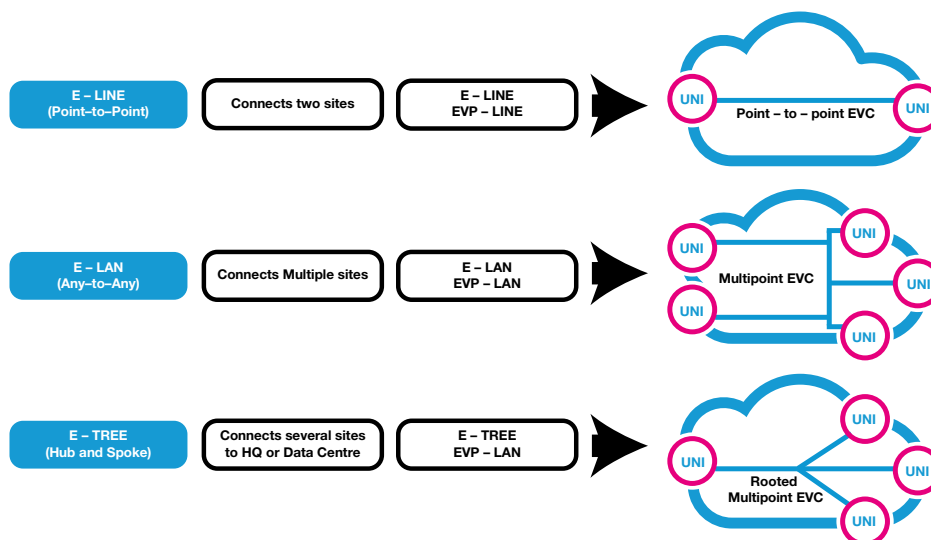 E – LINE
(Point–to–Point)
Connects two sites
E – LINE
EVP – LINE
UNI
Point – to – point EVC
UNI
E – LAN
(Any–to–Any)
Connects Multiple sites
E – LAN
EVP – LAN
UNI
UNI
Multipoint EVC
UNI
UNI
UNI
E – TREE
(Hub and Spoke)
Connects several sites
to HQ or Data Centre
E – TREE
EVP – LAN
UNI
Rooted
Multipoint EVC
UNI
UNI
UNI